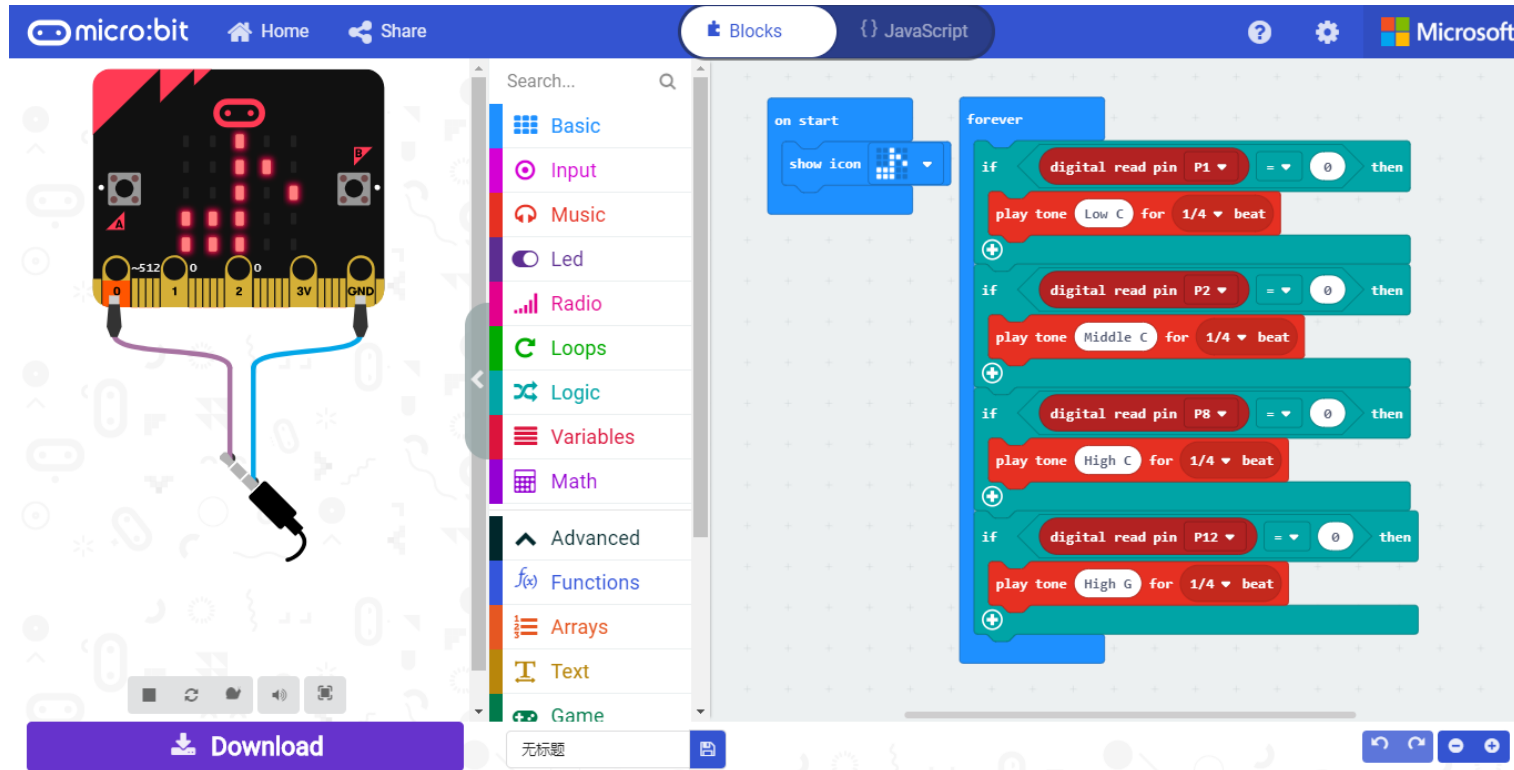 micro:bit Home Share Blocks {} JavaScript ? Microsoft
A
B
~512 0 0
0 1 2 3V GND
Download
Search...
Basic
Input
Music
Led
Radio
Loops
Logic
Variables
Math
Advanced
f(x) Functions
Arrays
Text
Game
无标题
on start
show icon
forever
if digital read pin P1 = 0 then
play tone Low C for 1/4 beat
if digital read pin P2 = 0 then
play tone Middle C for 1/4 beat
if digital read pin P8 = 0 then
play tone High C for 1/4 beat
if digital read pin P12 = 0 then
play tone High G for 1/4 beat